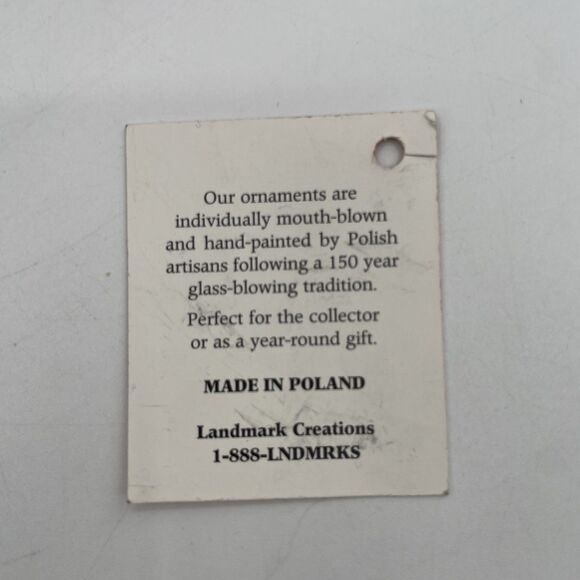 Our ornaments are
individually mouth-blown
and hand-painted by Polish
artisans following a 150 year
glass-blowing tradition.
Perfect for the collector
or as a year-round gift.
MADE IN POLAND
Landmark Creations
1-888-LNDMRKS